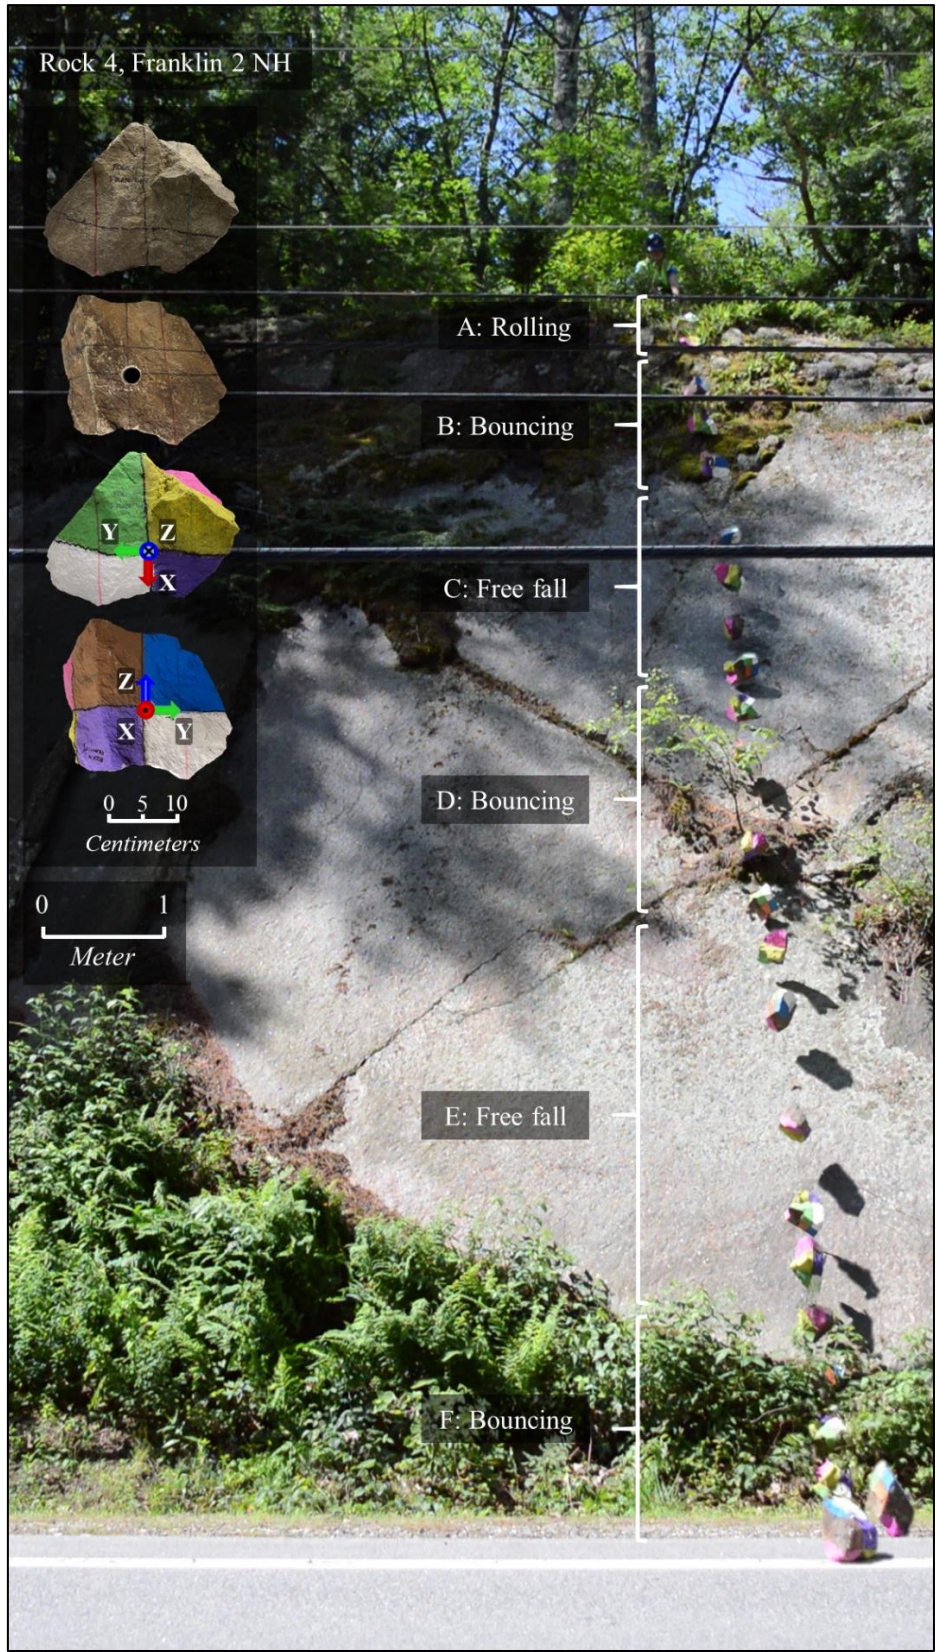 Rock 4, Franklin 2 NH
A: Rolling
B: Bouncing
C: Free fall
Y Z
X
Z
X Y
0 5 10
Centimeters
D: Bouncing
0 1
Meter
E: Free fall
F: Bouncing